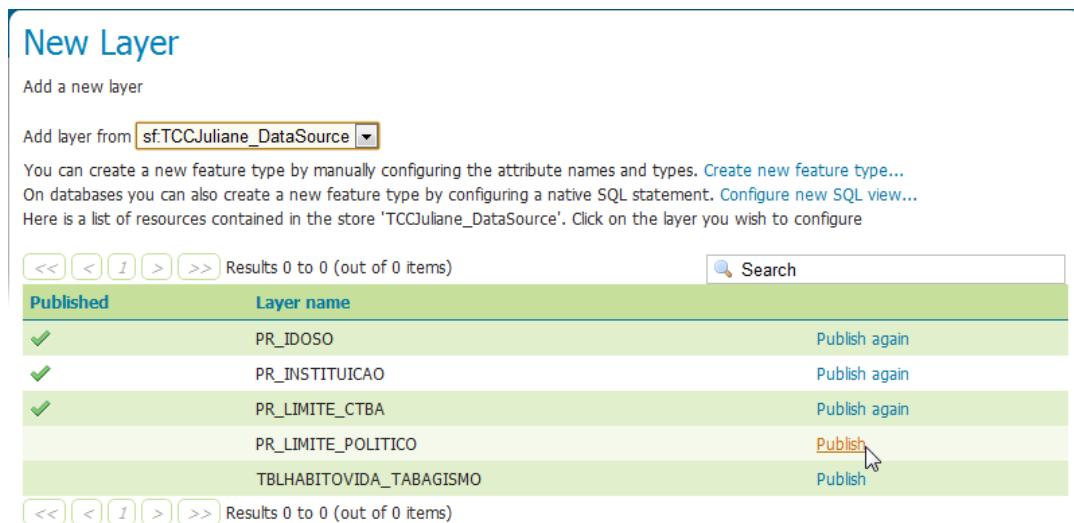 New Layer
Add a new layer
Add layer from sf:TCCJuliane_DataSource
You can create a new feature type by manually configuring the attribute names and types. Create new feature type...
On databases you can also create a new feature type by configuring a native SQL statement. Configure new SQL view...
Here is a list of resources contained in the store 'TCCJuliane_DataSource'. Click on the layer you wish to configure
<< < 1 > >> Results 0 to 0 (out of 0 items) Search
Published Layer name
PR_IDOSO Publish again
PR_INSTITUICAO Publish again
PR_LIMITE_CTBA Publish again
PR_LIMITE_POLITICO Publish
TBLHABITOVIDA_TABAGISMO Publish
<< < 1 > >> Results 0 to 0 (out of 0 items)